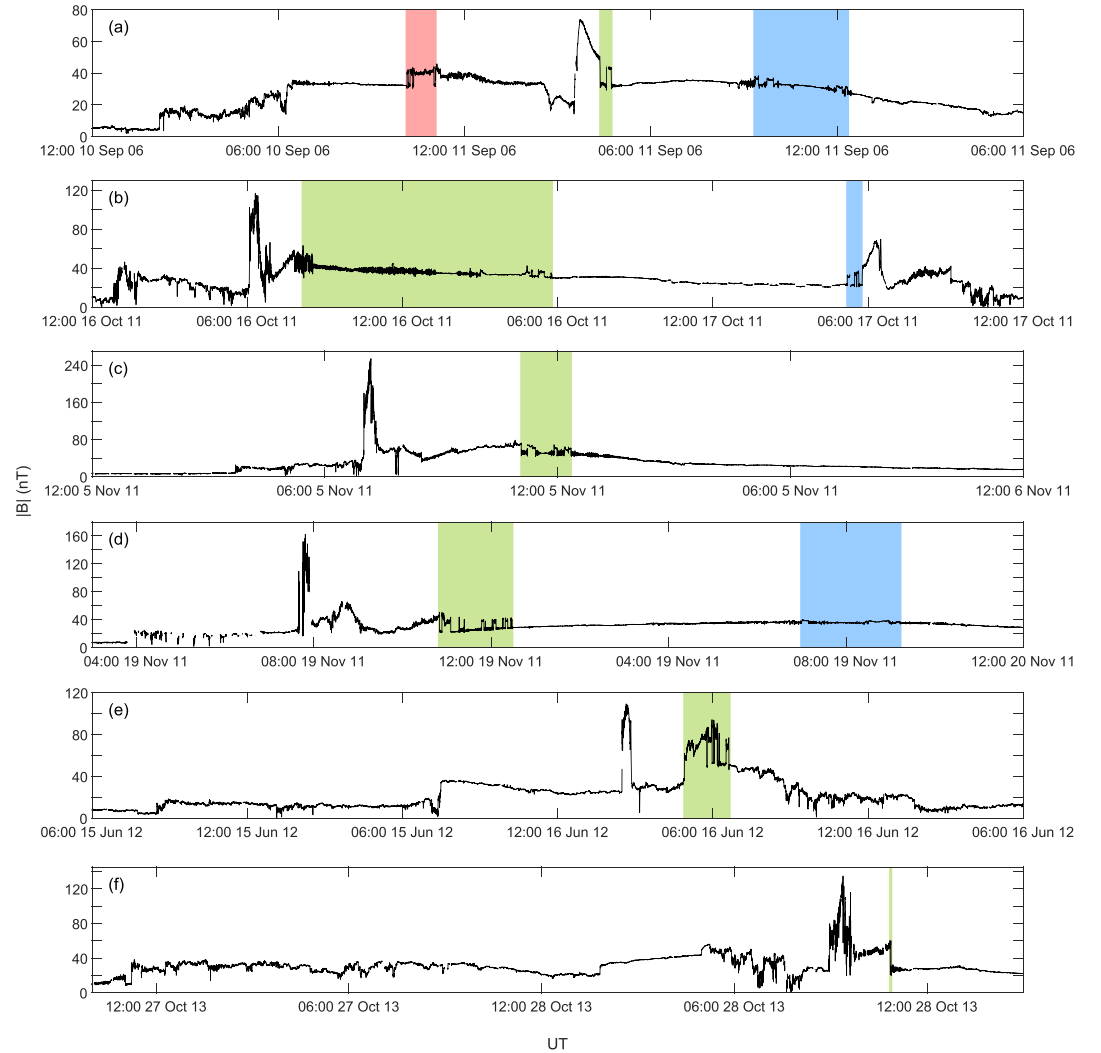 (a)
80
60
40
20
0
12:00 10 Sep 06 06:00 10 Sep 06 12:00 11 Sep 06 06:00 11 Sep 06 12:00 11 Sep 06 06:00 11 Sep 06
(b)
120
80
40
0
12:00 16 Oct 11 06:00 16 Oct 11 12:00 16 Oct 11 06:00 16 Oct 11 12:00 17 Oct 11 06:00 17 Oct 11 12:00 17 Oct 11
(c)
240
160
80
0
12:00 5 Nov 11 06:00 5 Nov 11 12:00 5 Nov 11 06:00 5 Nov 11 12:00 6 Nov 11
|B| (nT)
(d)
160
120
80
40
0
04:00 19 Nov 11 08:00 19 Nov 11 12:00 19 Nov 11 04:00 19 Nov 11 08:00 19 Nov 11 12:00 20 Nov 11
(e)
120
80
40
0
06:00 15 Jun 12 12:00 15 Jun 12 06:00 15 Jun 12 12:00 16 Jun 12 06:00 16 Jun 12 12:00 16 Jun 12 06:00 16 Jun 12
(f)
120
80
40
0
12:00 27 Oct 13 06:00 27 Oct 13 12:00 28 Oct 13 06:00 28 Oct 13 12:00 28 Oct 13
UT